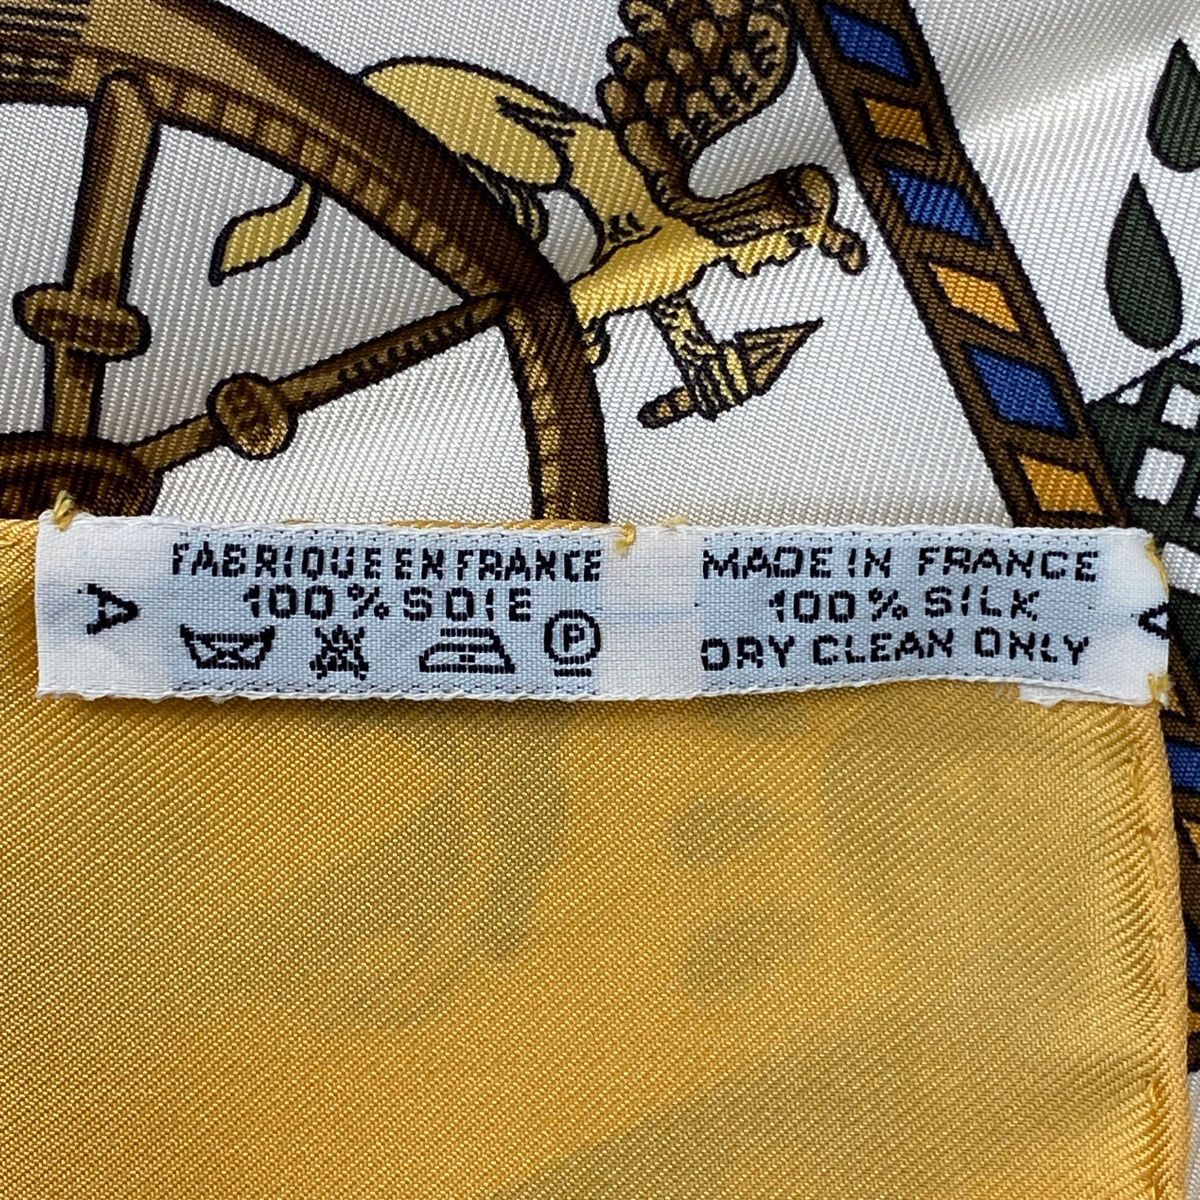 FABRIQUE EN FRANCE
100% SOIE
P
MADE IN FRANCE
100% SILK
DRY CLEAN ONLY
A